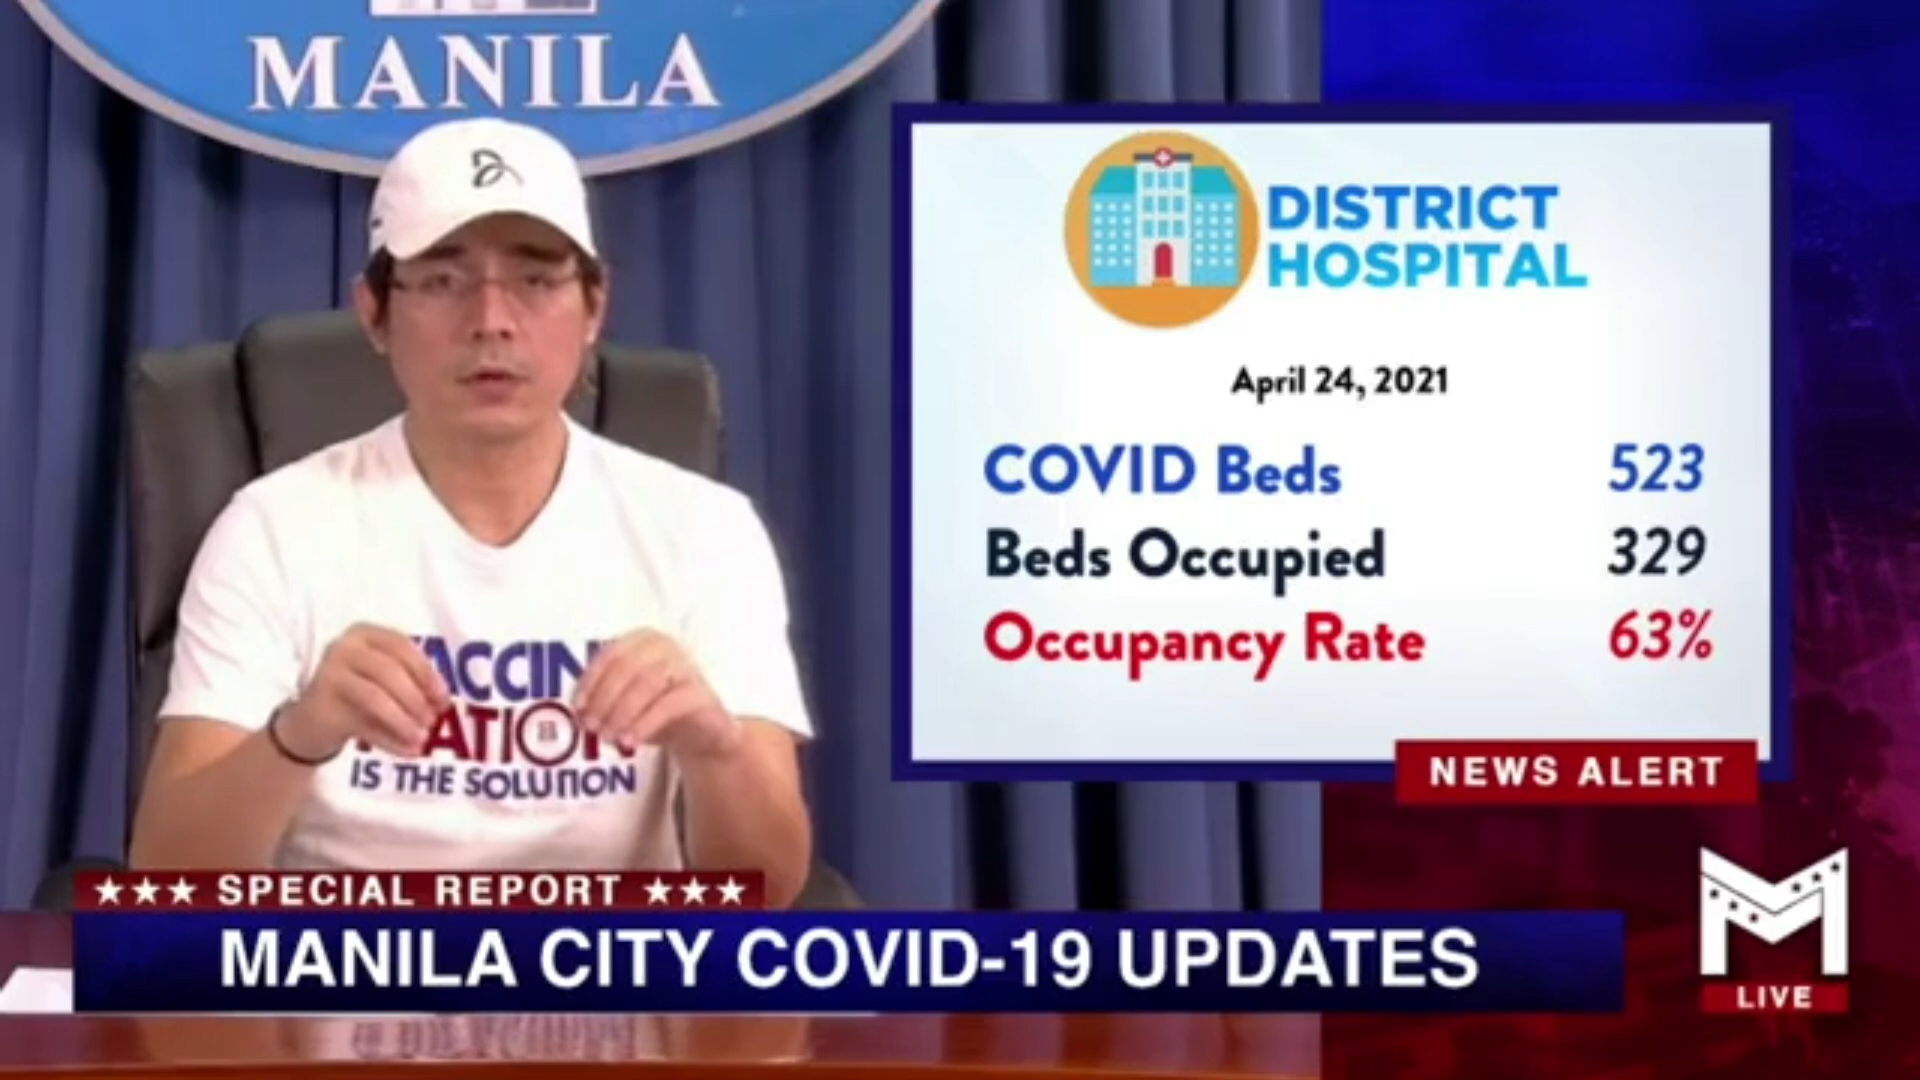 MANILA
DISTRICT
HOSPITAL
April 24, 2021
COVID Beds 523
Beds Occupied 329
Occupancy Rate 63%
NEWS ALERT
IS THE SOLUTION
★★★ SPECIAL REPORT ★★★
MANILA CITY COVID-19 UPDATES
M
LIVE